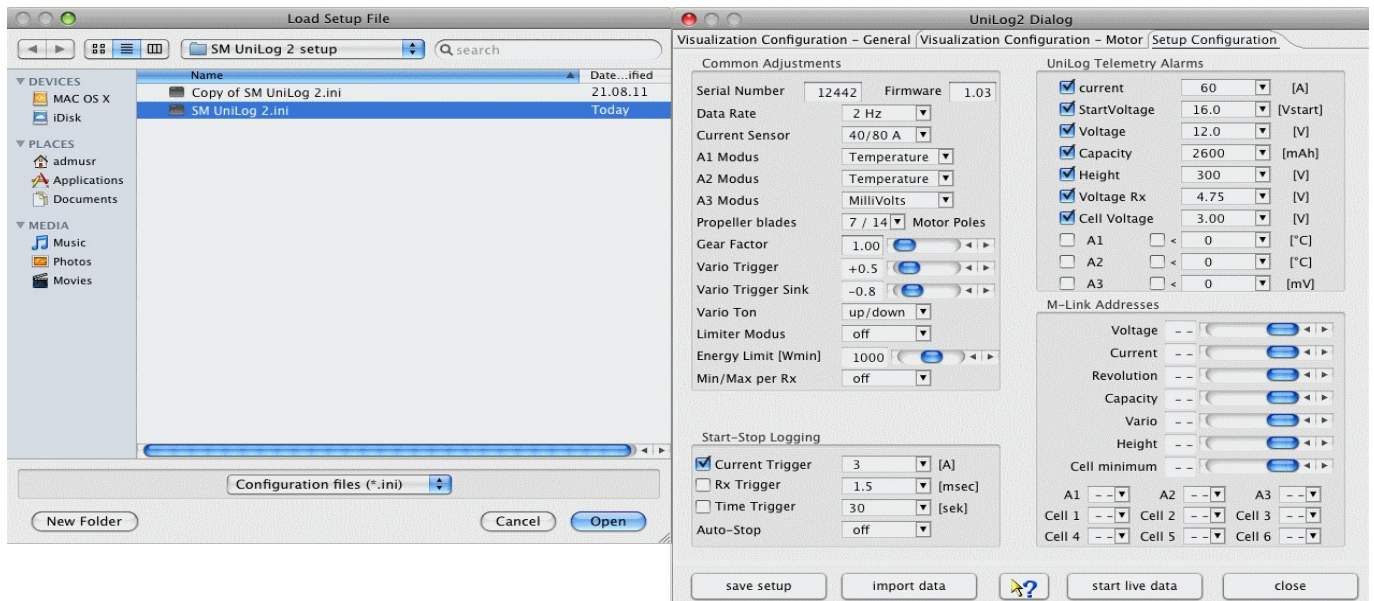 Load Setup File
SM UniLog 2 setup
search
DEVICES
MAC OS X
iDisk
PLACES
admusr
Applications
Documents
MEDIA
Music
Photos
Movies
Name Date...ified
Copy of SM UniLog 2.ini 21.08.11
SM UniLog 2.ini Today
Configuration files (*.ini)
New Folder Cancel Open
UniLog2 Dialog
Visualization Configuration - General Visualization Configuration - Motor Setup Configuration
Common Adjustments
Serial Number 12442 Firmware 1.03
Data Rate 2 Hz
Current Sensor 40/80 A
A1 Modus Temperature
A2 Modus Temperature
A3 Modus MilliVolts
Propeller blades 7 / 14 Motor Poles
Gear Factor 1.00
Vario Trigger +0.5
Vario Trigger Sink -0.8
Vario Ton up/down
Limiter Modus off
Energy Limit [Wmin] 1000
Min/Max per Rx off
Start-Stop Logging
Current Trigger 3 [A]
Rx Trigger 1.5 [msec]
Time Trigger 30 [sek]
Auto-Stop off
UniLog Telemetry Alarms
current 60 [A]
StartVoltage 16.0 [Vstart]
Voltage 12.0 [V]
Capacity 2600 [mAh]
Height 300 [V]
Voltage Rx 4.75 [V]
Cell Voltage 3.00 [V]
A1 < 0 [°C]
A2 < 0 [°C]
A3 < 0 [mV]
M-Link Addresses
Voltage - -
Current - -
Revolution - -
Capacity - -
Vario - -
Height - -
Cell minimum - -
A1 - - A2 - - A3 - -
Cell 1 - - Cell 2 - - Cell 3 - -
Cell 4 - - Cell 5 - - Cell 6 - -
save setup import data ? start live data close